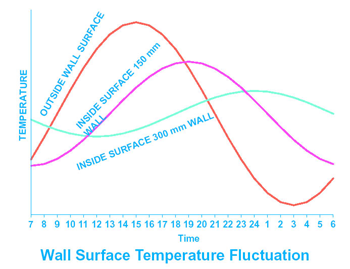 TEMPERATURE
OUTSIDE WALL SURFACE
INSIDE SURFACE 150 mm
WALL
INSIDE SURFACE 300 mm WALL
7 8 9 10 11 12 13 14 15 16 17 18 19 20 21 22 23 24 1 2 3 4 5 6
Time
Wall Surface Temperature Fluctuation